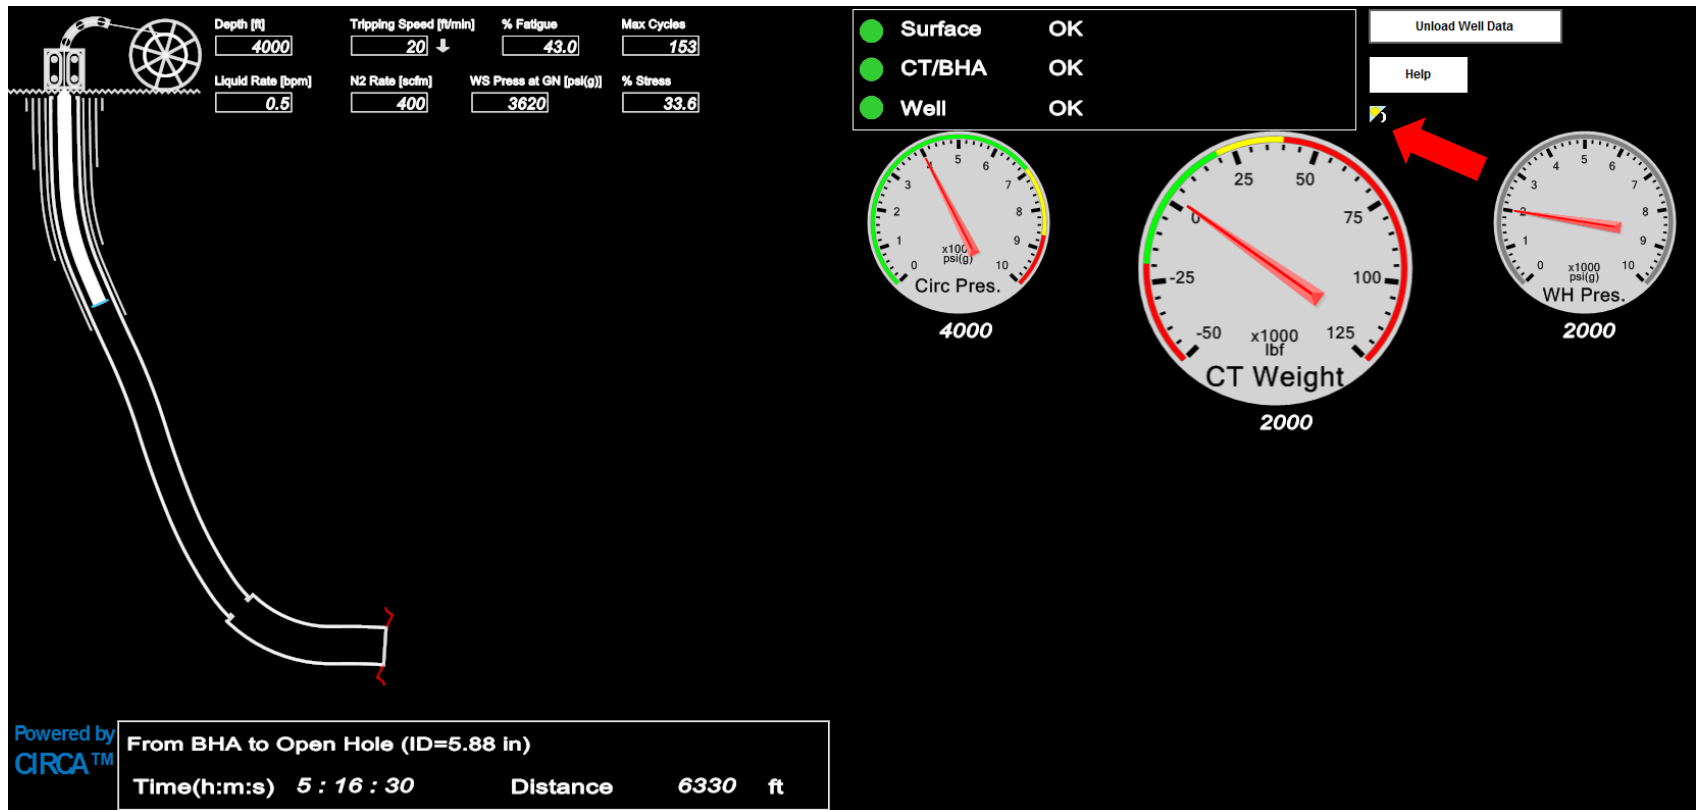 Depth [ft] Tripping Speed [ft/min] % Fatigue Max Cycles
4000 20 43.0 153
Liquid Rate [bpm] N2 Rate [scfm] WS Press at GN [psi(g)] % Stress
0.5 400 3620 33.6
Surface OK
CT/BHA OK
Well OK
Unload Well Data
Help
0 1 2 3 4 5 6 7 8 9 10
x1000
psi(g)
Circ Pres.
4000
-50 -25 0 25 50 75 100 125
x1000
lbf
CT Weight
2000
0 1 2 3 4 5 6 7 8 9 10
x1000
psi(g)
WH Pres.
2000
Powered by
CIRCA™
From BHA to Open Hole (ID=5.88 in)
Time(h:m:s) 5 : 16 : 30 Distance 6330 ft